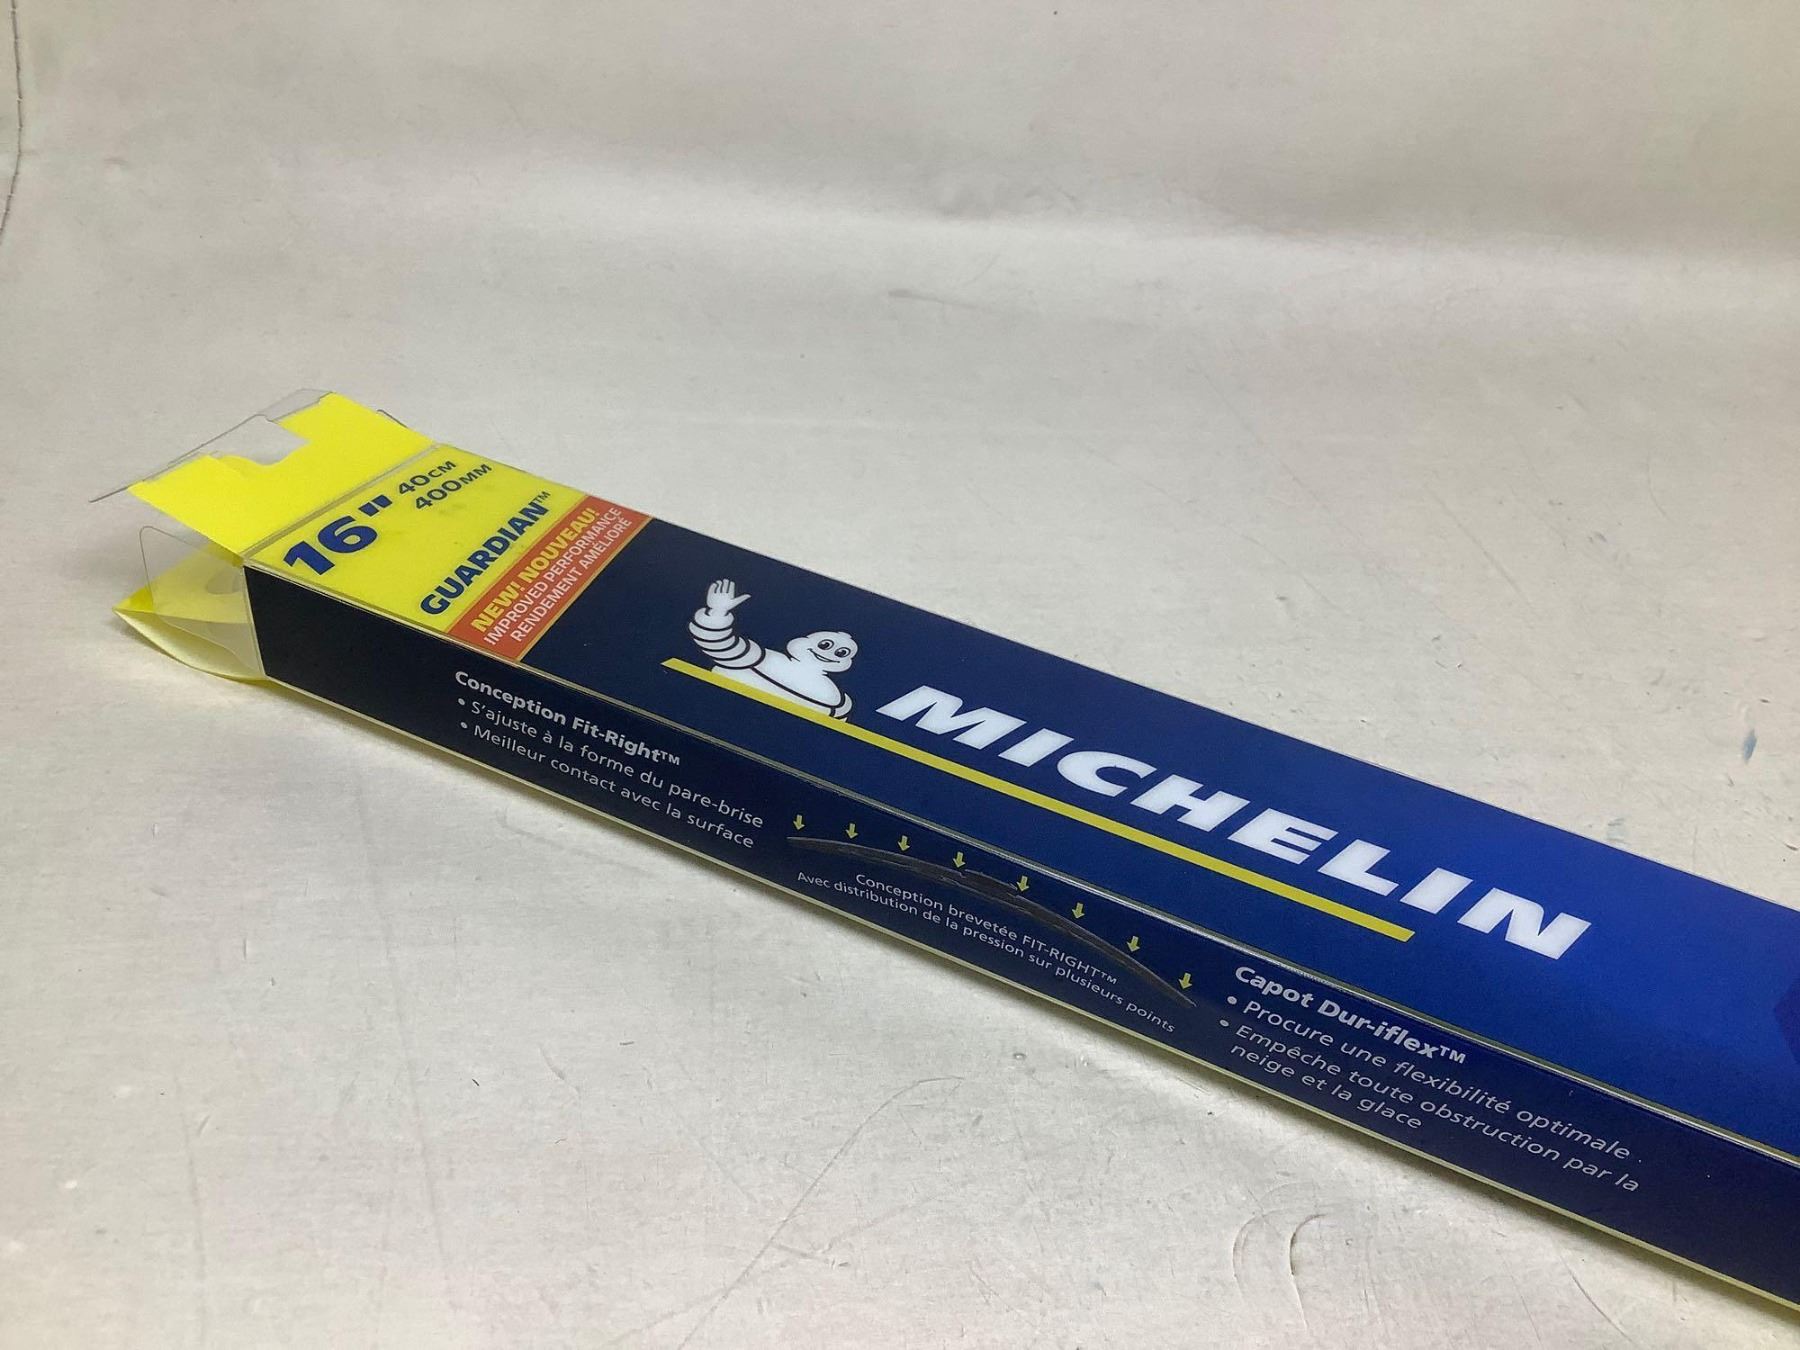 16" 40CM
400MM
GUARDIAN™
NEW! NOUVEAU!
IMPROVED PERFORMANCE
RENDEMENT AMÉLIORÉ
MICHELIN
Conception Fit-Right™
• S'ajuste à la forme du pare-brise
• Meilleur contact avec la surface
Conception brevetée FIT-RIGHT™
Avec distribution de la pression sur plusieurs points
Capot Dur-iflex™
• Procure une flexibilité optimale
• Empêche toute obstruction par la
neige et la glace